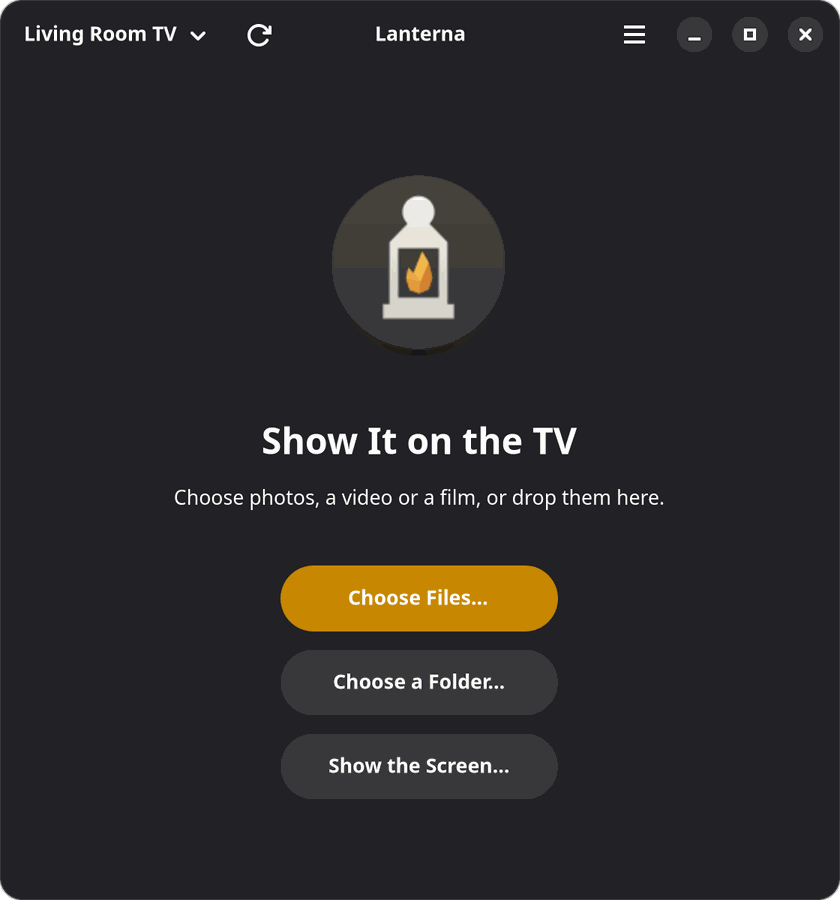 Living Room TV
Lanterna
Show It on the TV
Choose photos, a video or a film, or drop them here.
Choose Files...
Choose a Folder...
Show the Screen...